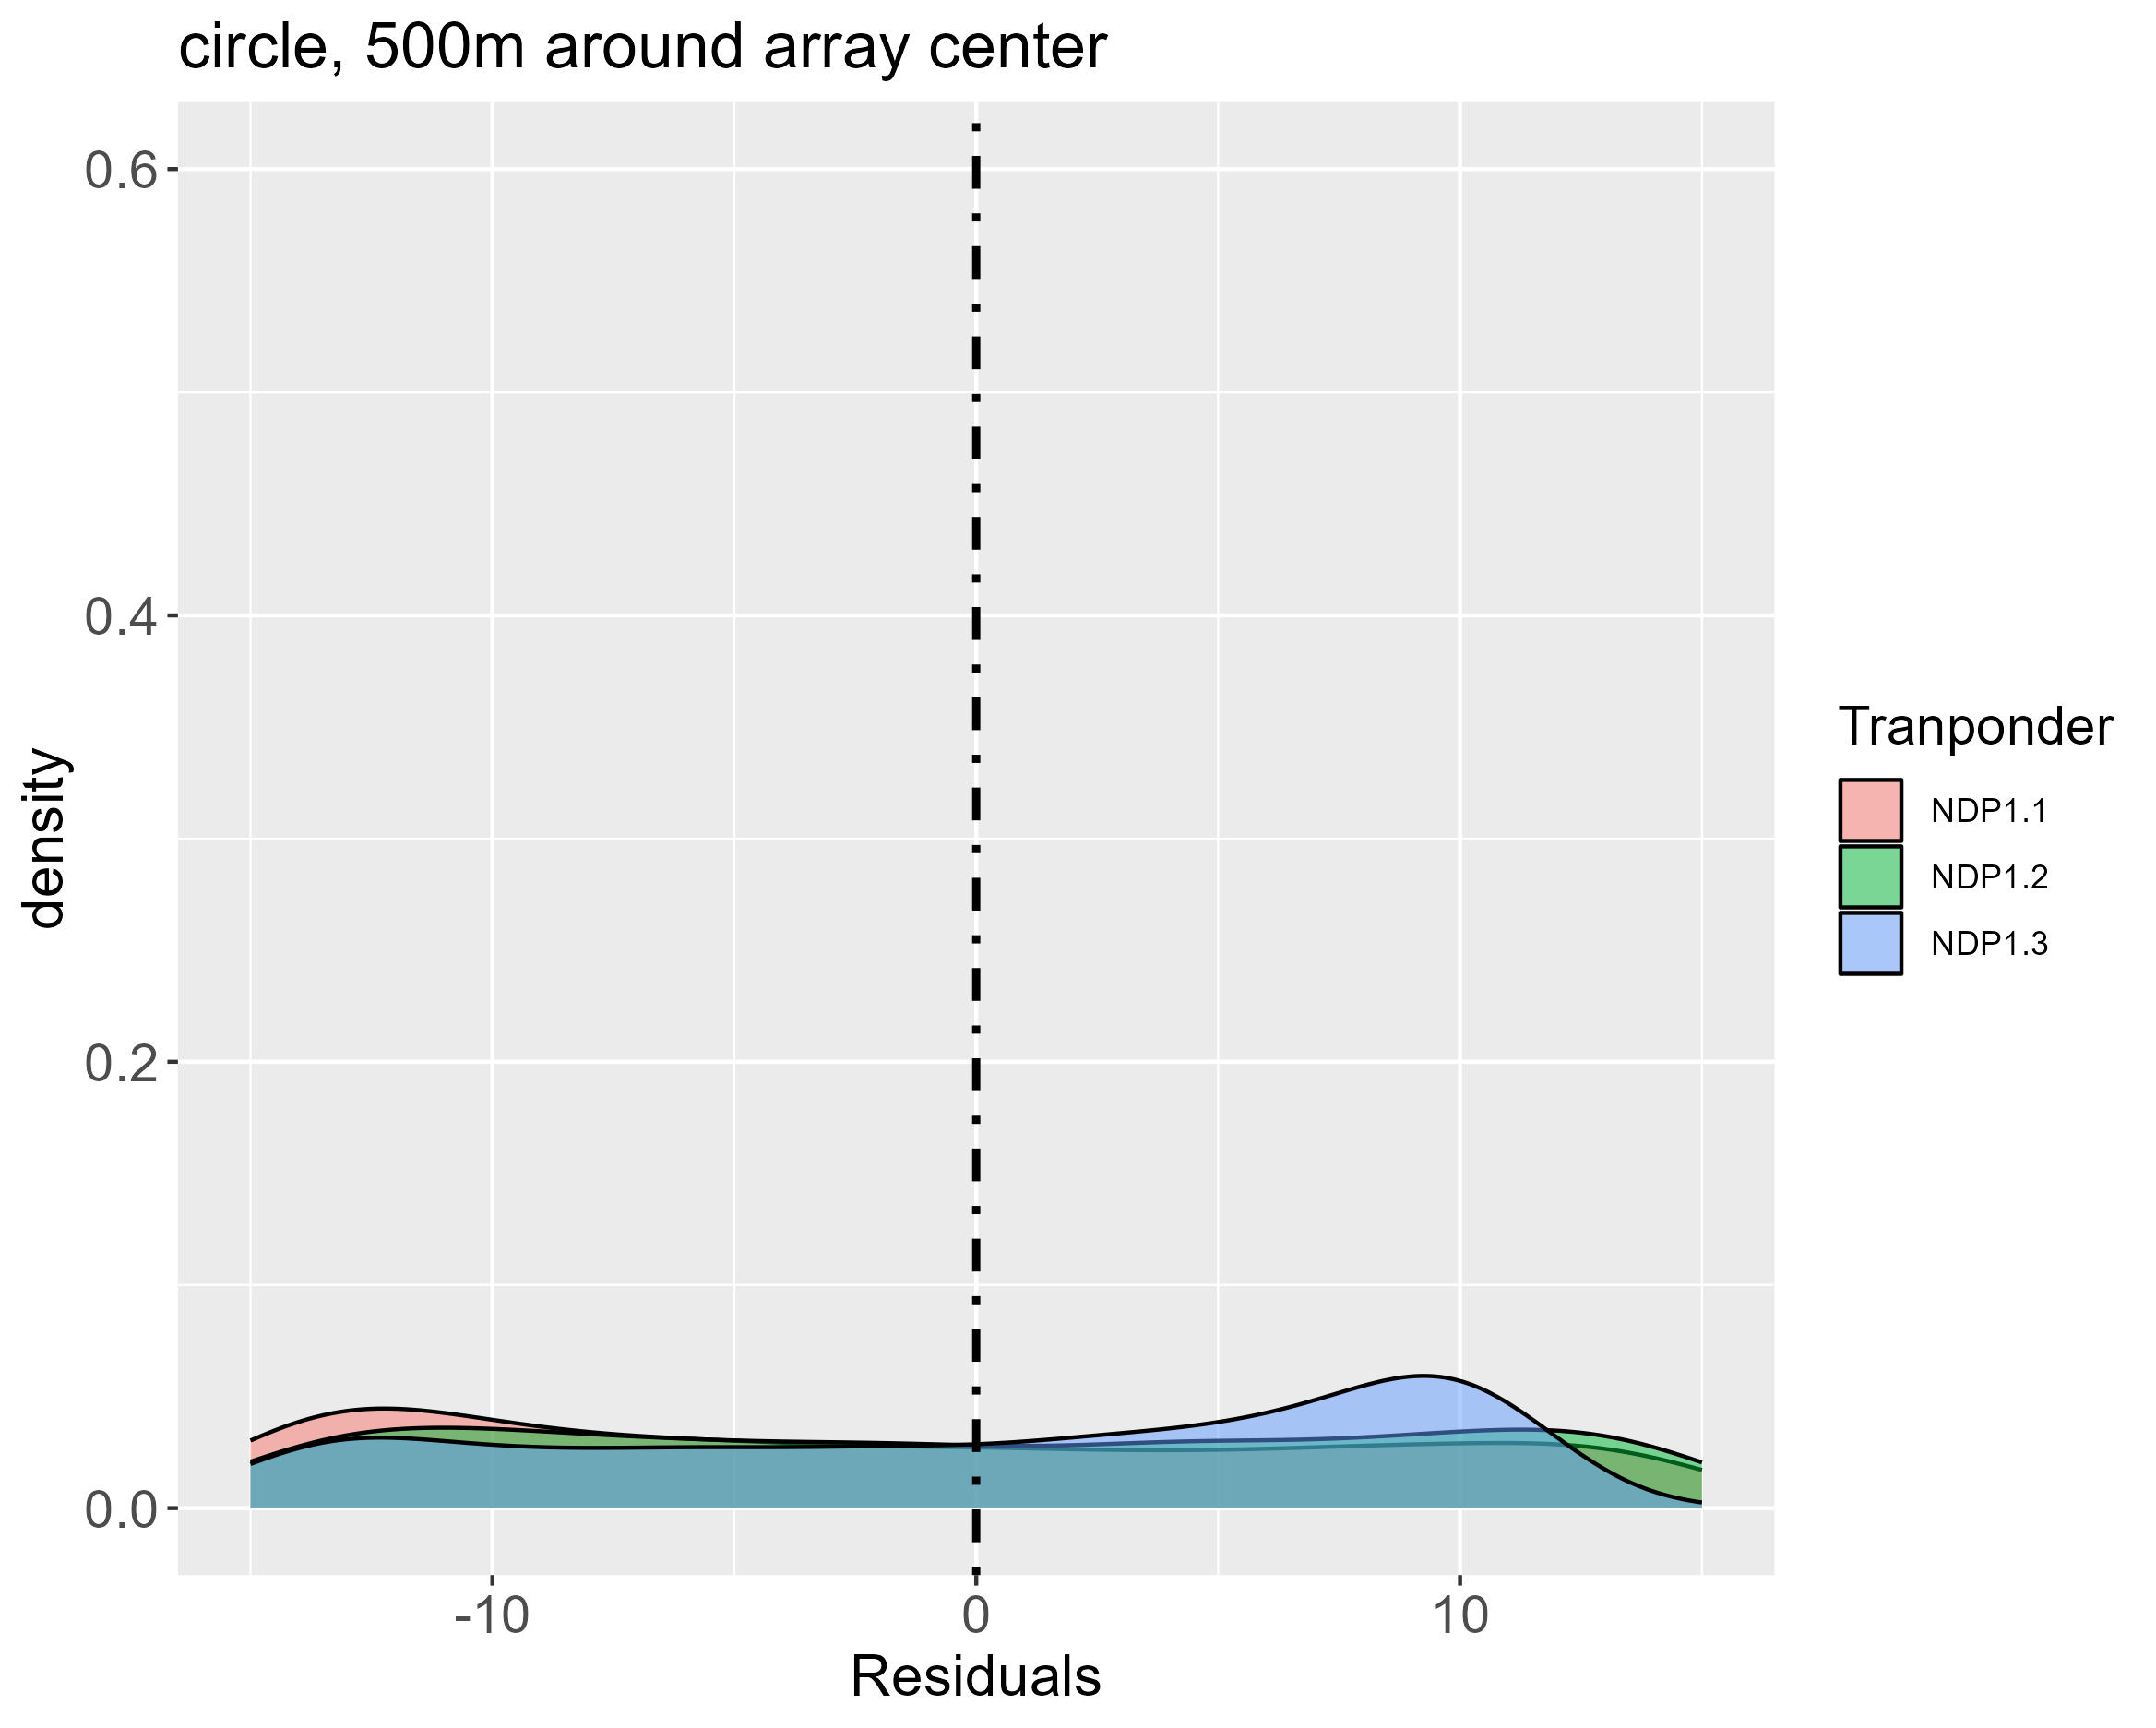 circle, 500m around array center
0.6
0.4
0.2
0.0
density
-10 0 10
Residuals
Tranponder
NDP1.1
NDP1.2
NDP1.3